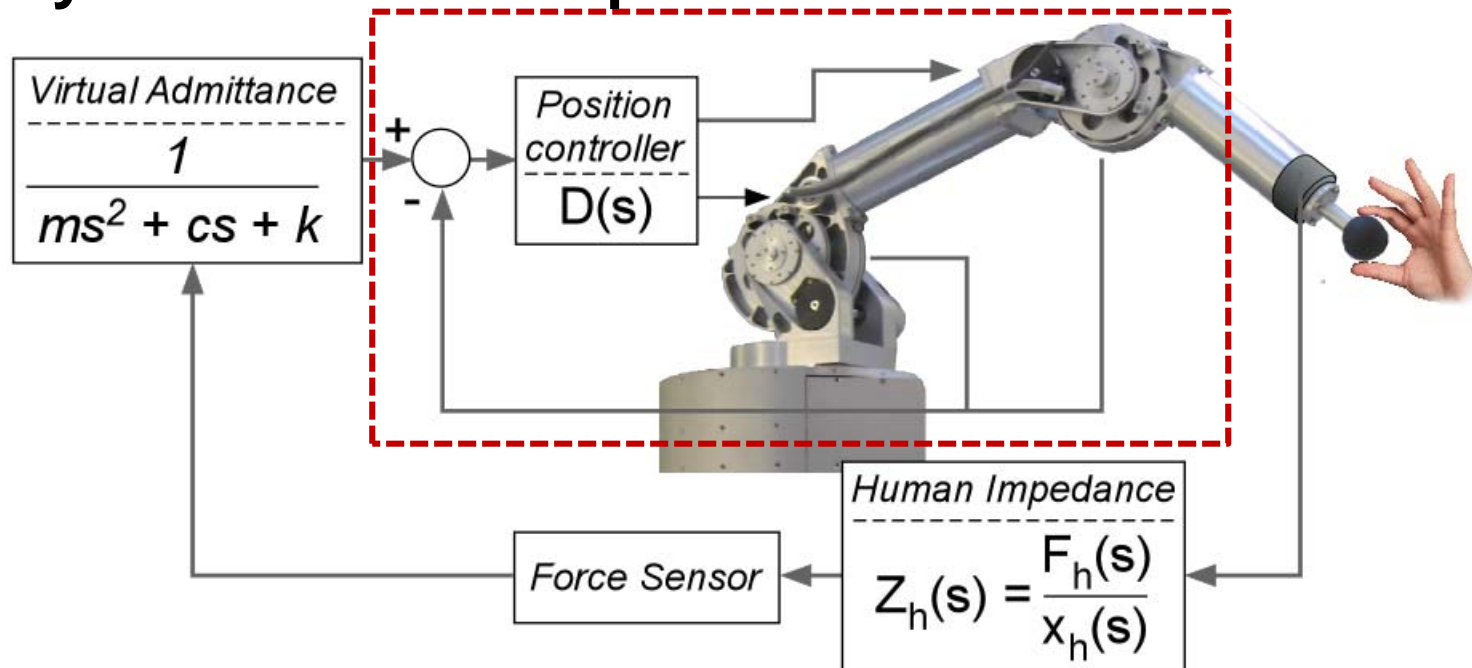 Virtual Admittance
1
ms² + cs + k
+
-
Position
controller
D(s)
Human Impedance
Z_h(s) = F_h(s)
x_h(s)
Force Sensor